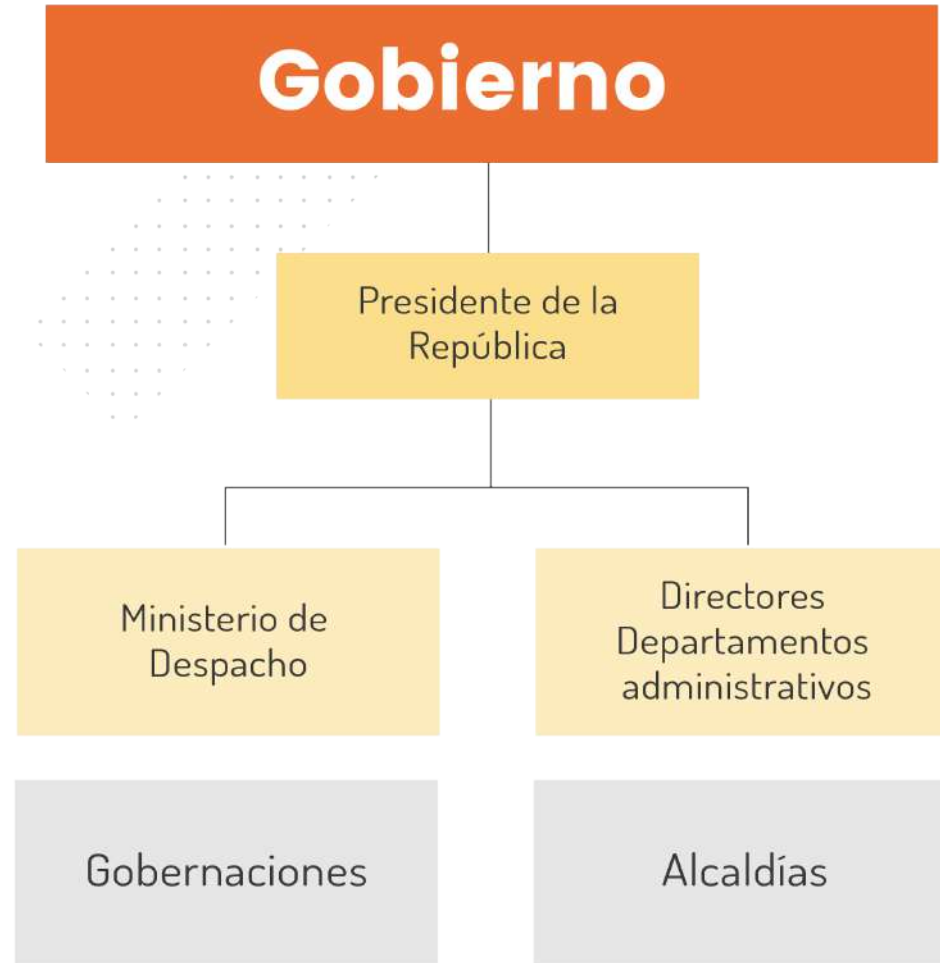 Gobierno
Presidente de la
República
Ministerio de
Despacho
Directores
Departamentos
administrativos
Gobernaciones
Alcaldías